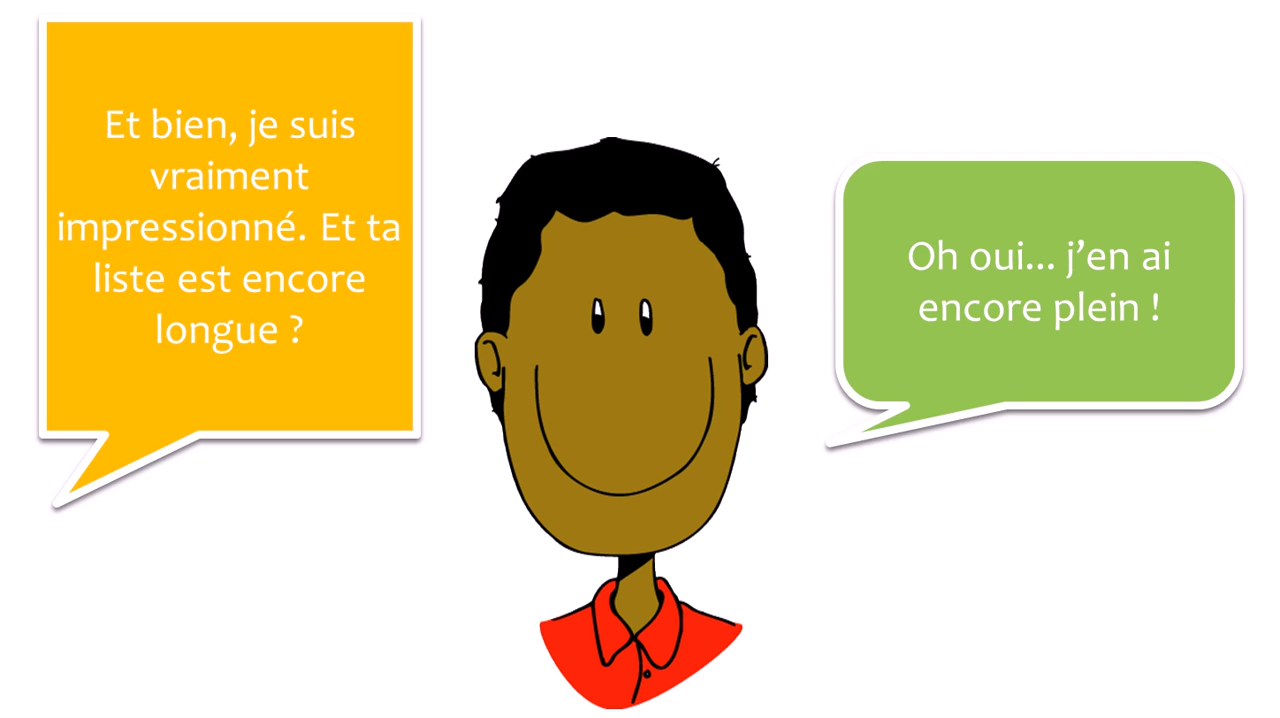 Et bien, je suis
vraiment
impressionné. Et ta
liste est encore
longue ?
Oh oui... j’en ai
encore plein !